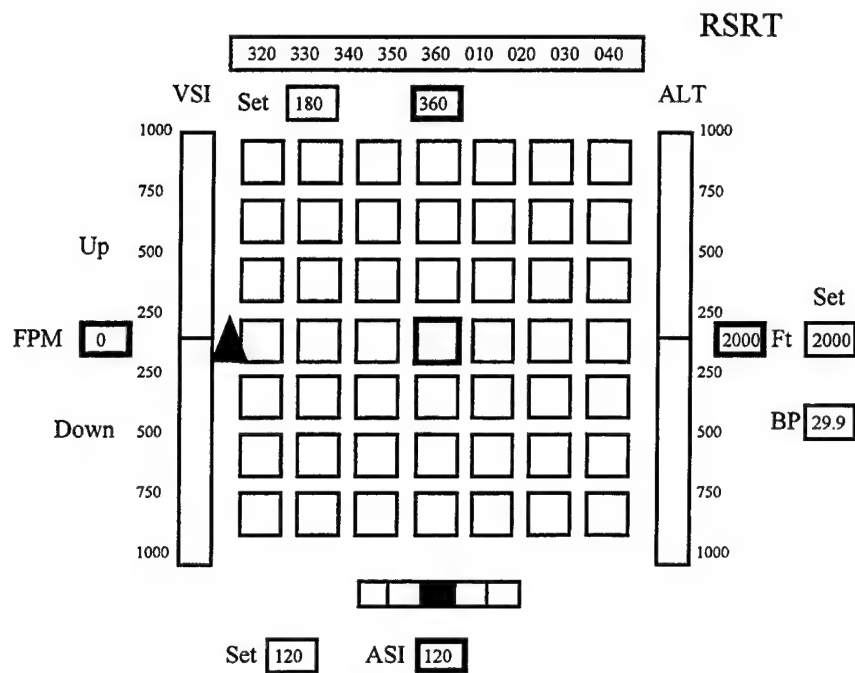 RSRT
320 330 340 350 360 010 020 030 040
VSI Set 180 360 ALT
1000 1000
750 750
Up 500 500
250 250 Set
FPM 0 2000 Ft 2000
250 250
Down 500 500 BP 29.9
750 750
1000 1000
Set 120 ASI 120